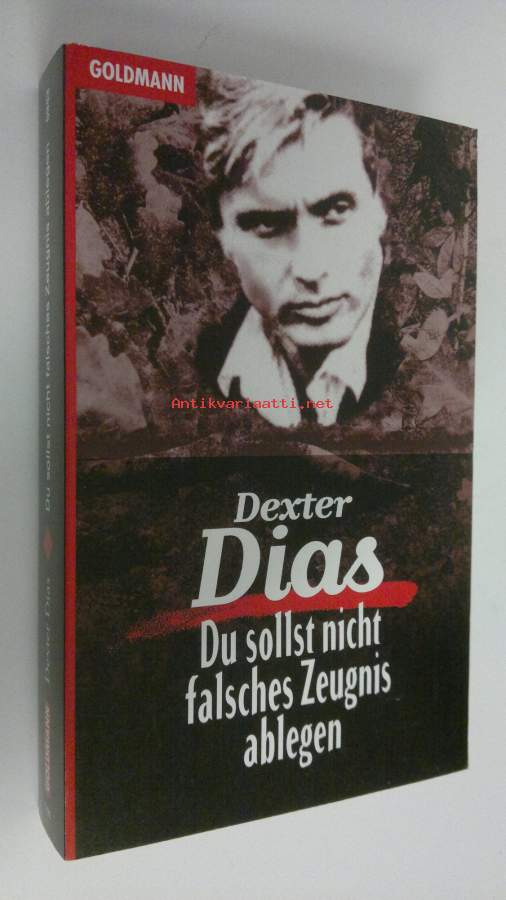 GOLDMANN
Antikvariaatti.net
Dexter
Dias
Du sollst nicht
falsches Zeugnis
ablegen
Dexter Dias
Du sollst nicht falsches Zeugnis ablegen